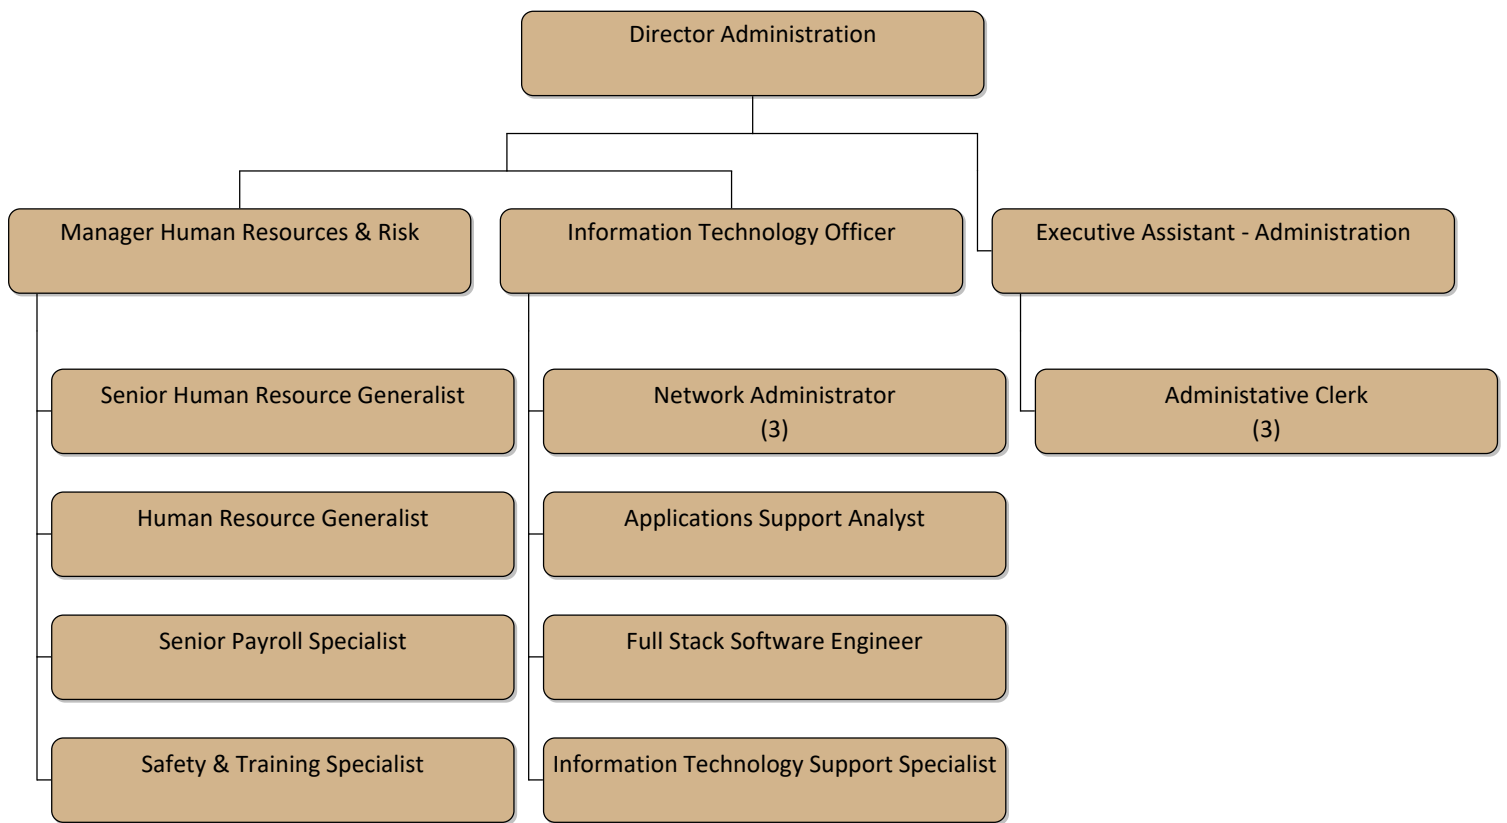 Director Administration
Manager Human Resources & Risk
Information Technology Officer
Executive Assistant - Administration
Senior Human Resource Generalist
Network Administrator
(3)
Administative Clerk
(3)
Human Resource Generalist
Applications Support Analyst
Senior Payroll Specialist
Full Stack Software Engineer
Safety & Training Specialist
Information Technology Support Specialist